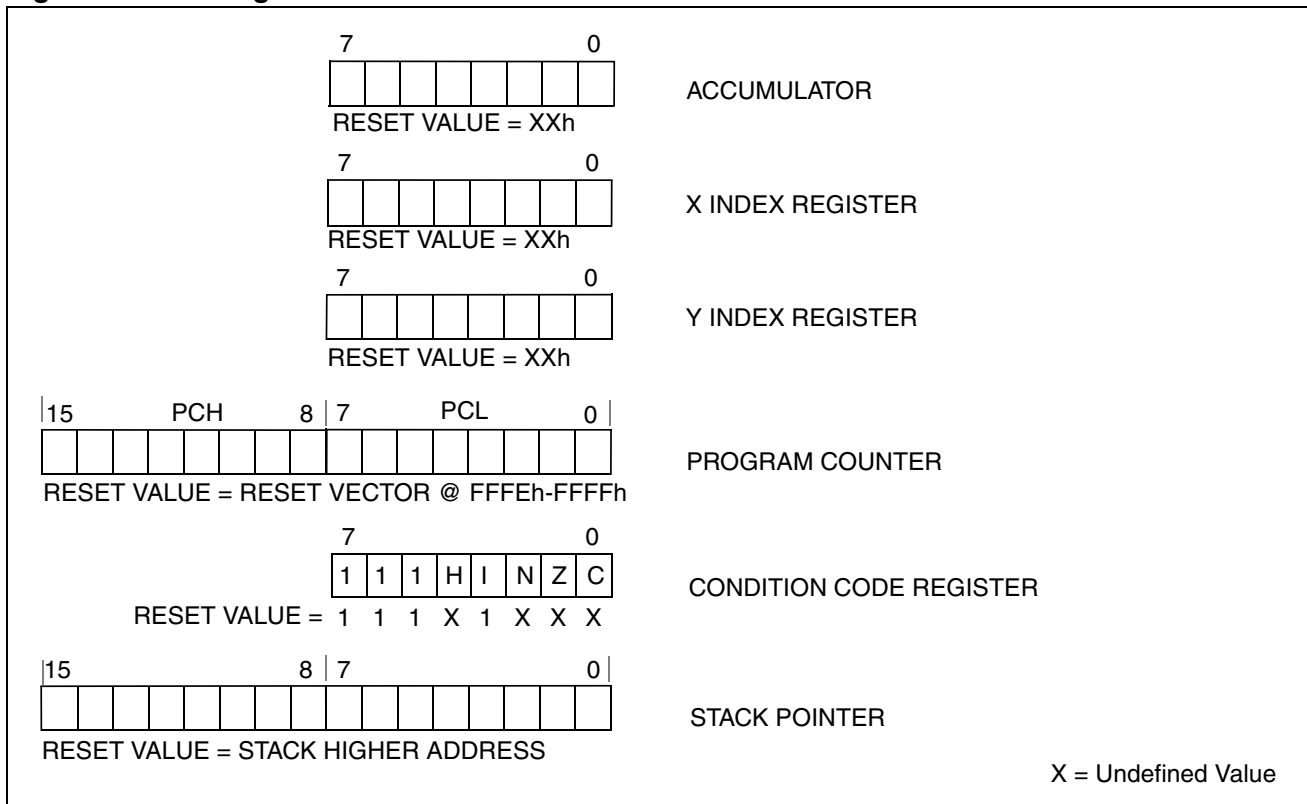 7 0
ACCUMULATOR
RESET VALUE = XXh
7 0
X INDEX REGISTER
RESET VALUE = XXh
7 0
Y INDEX REGISTER
RESET VALUE = XXh
15 PCH 8 7 PCL 0
PROGRAM COUNTER
RESET VALUE = RESET VECTOR @ FFFEh-FFFFh
7 0
1 1 1 H I N Z C
CONDITION CODE REGISTER
RESET VALUE = 1 1 1 X 1 X X X
15 8 7 0
STACK POINTER
RESET VALUE = STACK HIGHER ADDRESS
X = Undefined Value